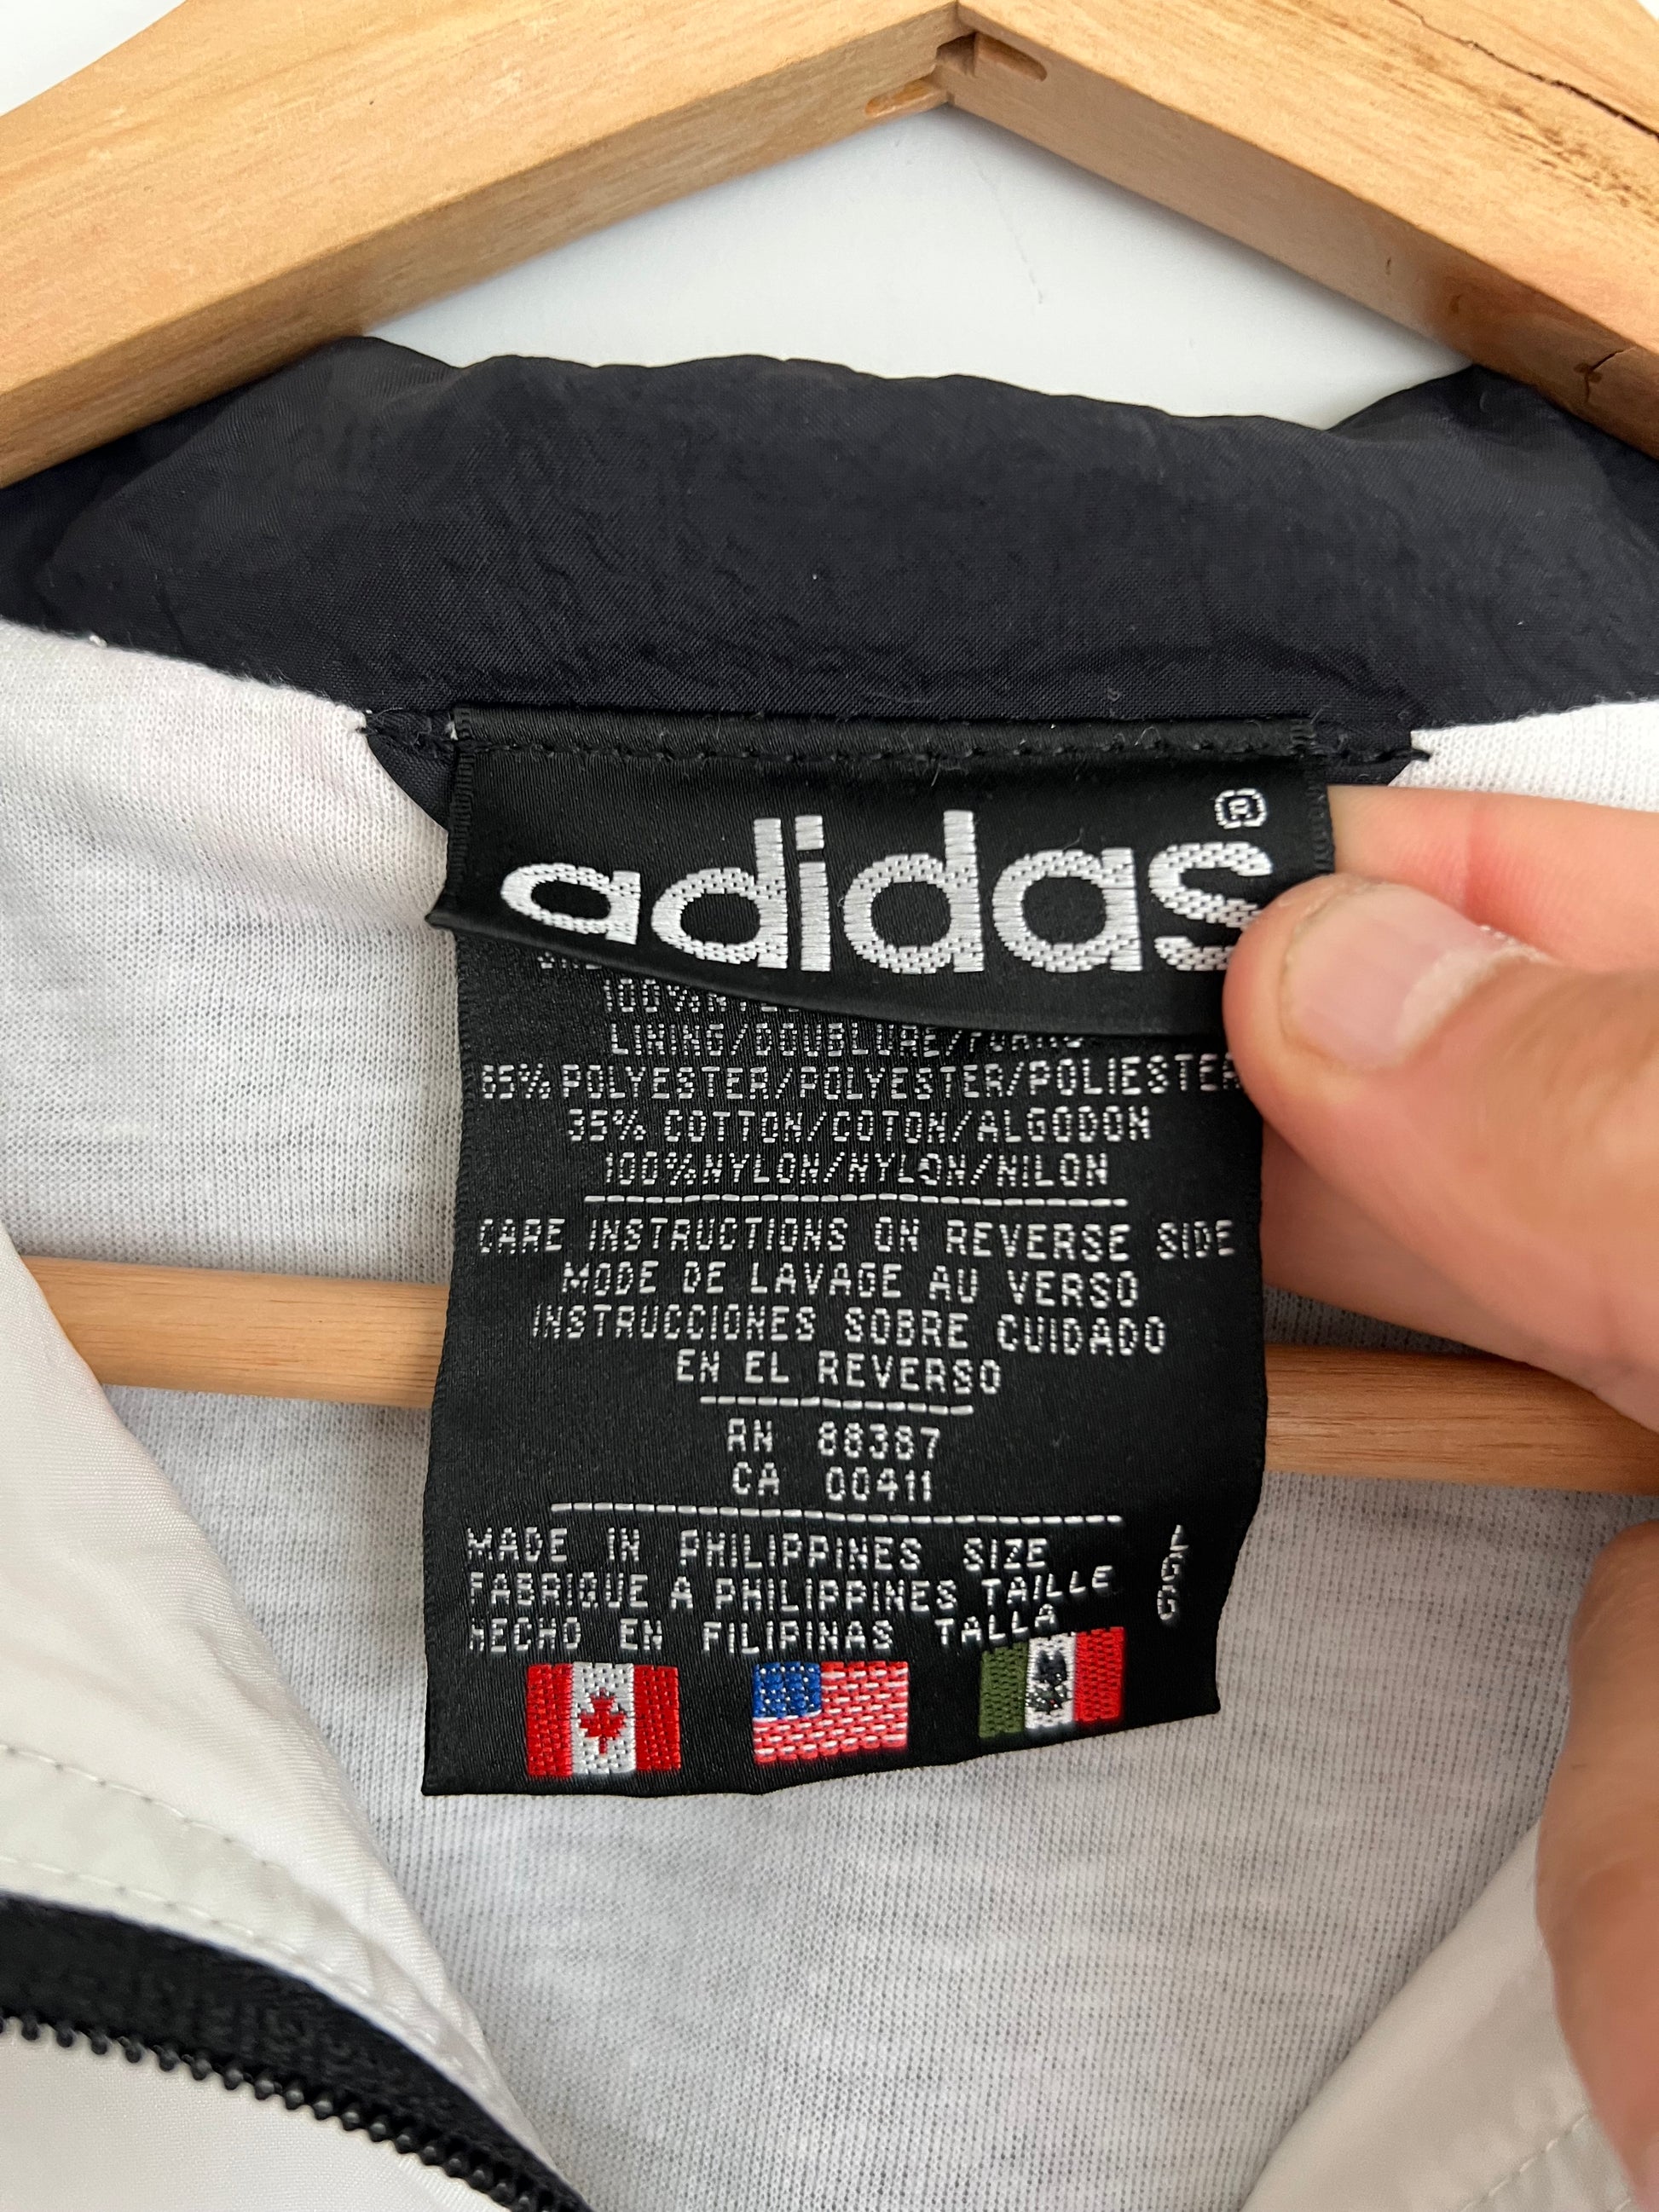 adidas®
100%
LINING/DOUBLURE/FORRO
65% POLYESTER/POLYESTER/POLIESTER
35% COTTON/COTON/ALGODON
100%NYLON/NYLON/NILON
CARE INSTRUCTIONS ON REVERSE SIDE
MODE DE LAVAGE AU VERSO
INSTRUCCIONES SOBRE CUIDADO
EN EL REVERSO
RN 88387
CA 00411
MADE IN PHILIPPINES SIZE L
FABRIQUE A PHILIPPINES TAILLE G
HECHO EN FILIPINAS TALLA G